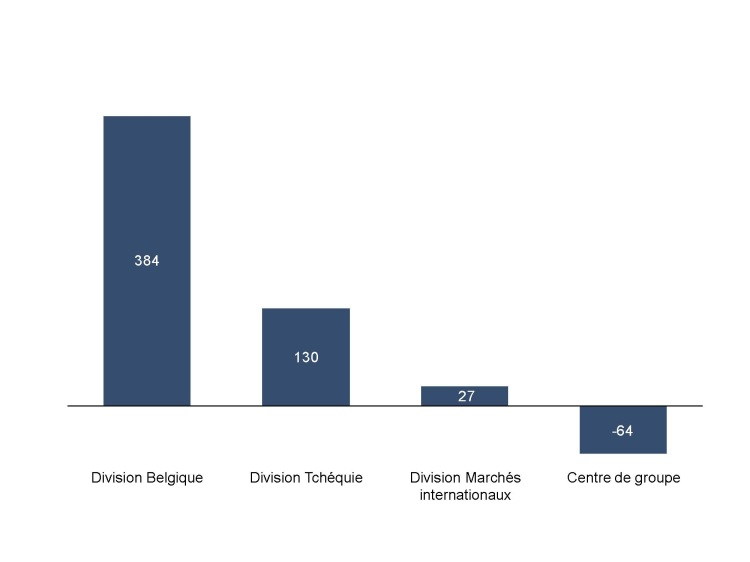 384
130
27
-64
Division Belgique
Division Tchéquie
Division Marchés
internationaux
Centre de groupe